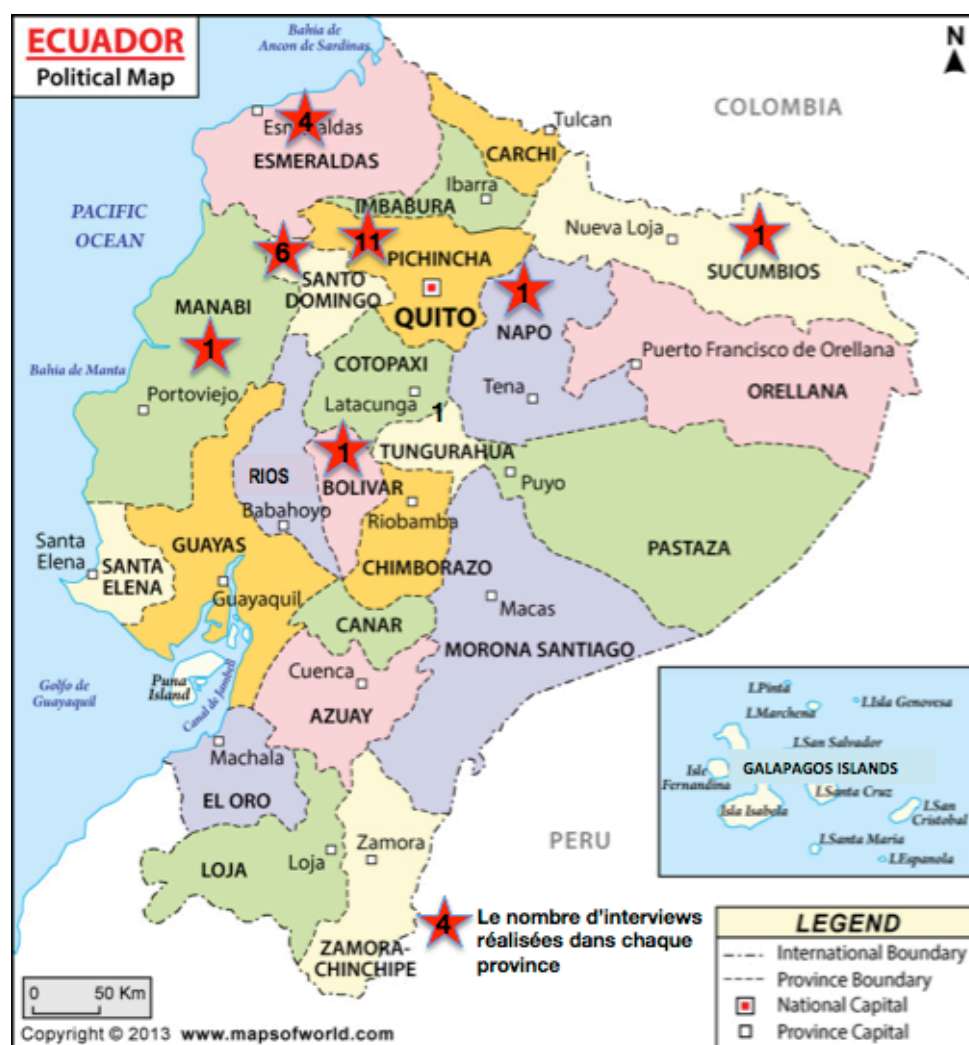 ECUADOR
Political Map
Bahía de
Ancon de Sardinas
N
COLOMBIA
Tulcan
4
Esmeraldas
ESMERALDAS
CARCHI
Ibarra
IMBABURA
PACIFIC
OCEAN
Nueva Loja
1
SUCUMBIOS
6
11
PICHINCHA
SANTO
DOMINGO
QUITO
1
NAPO
MANABI
1
Bahía de Manta
Portoviejo
COTOPAXI
Latacunga
1
Puerto Francisco de Orellana
ORELLANA
Tena
TUNGURAHUA
1
BOLIVAR
RIOS
Babahoyo
Riobamba
Puyo
PASTAZA
Santa
Elena
SANTA
ELENA
GUAYAS
Guayaquil
CHIMBORAZO
Macas
CANAR
MORONA SANTIAGO
Golfo de
Guayaquil
Puna
Island
Canal de Jambelí
Cuenca
AZUAY
Machala
EL ORO
LOJA
Loja
Zamora
ZAMORA-
CHINCHIPE
PERU
I.Pinta
I.Marchena
I.Isla Genovesa
I.San Salvador
Isle
Fernandina
GALAPAGOS ISLANDS
Isla Isabela
I.Santa Cruz
I.San
Cristobal
I.Santa Maria
I.Espanola
4
Le nombre d'interviews
réalisées dans chaque
province
LEGEND
International Boundary
Province Boundary
National Capital
Province Capital
0 50 Km
Copyright © 2013 www.mapsofworld.com